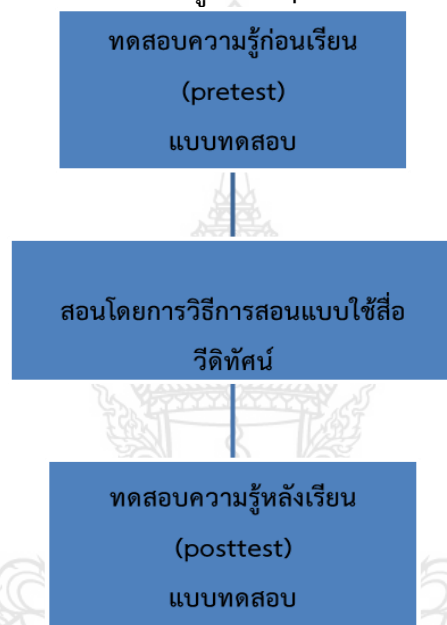 ทดสอบความรู้ก่อนเรียน
(pretest)
แบบทดสอบ
สอนโดยการวิธีการสอนแบบใช้สื่อ
วีดิทัศน์
ทดสอบความรู้หลังเรียน
(posttest)
แบบทดสอบ